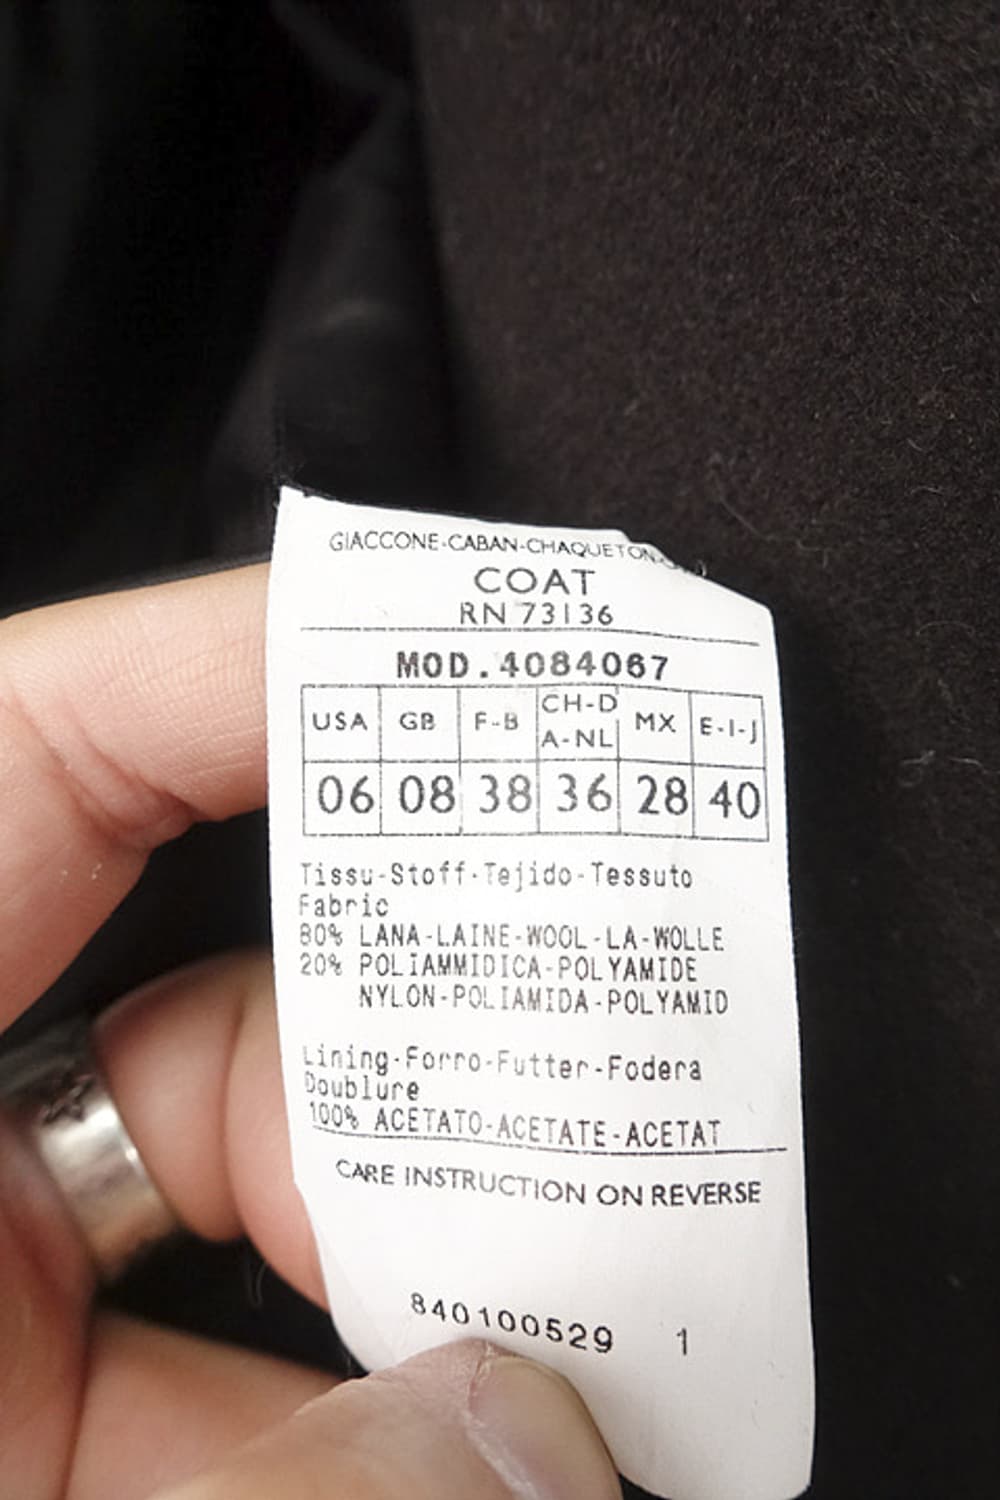 GIACCONE-CABAN-CHAQUETON-
COAT
RN 73136
MOD.4084067
USA GB F-B CH-D A-NL MX E-I-J
06 08 38 36 28 40
Tissu-Stoff-Tejido-Tessuto
Fabric
80% LANA-LAINE-WOOL-LA-WOLLE
20% POLIAMMIDICA-POLYAMIDE
NYLON-POLIAMIDA-POLYAMID
Lining-Forro-Futter-Fodera
Doublure
100% ACETATO-ACETATE-ACETAT
CARE INSTRUCTION ON REVERSE
840100529 1